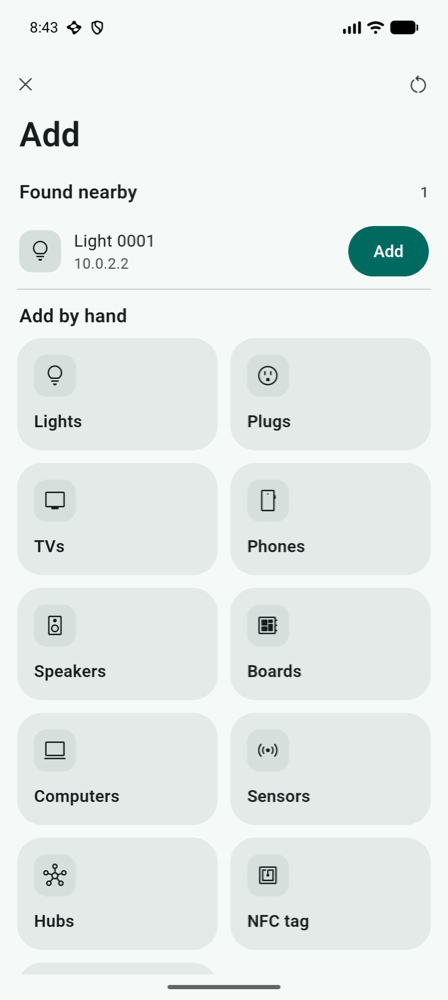 8:43
Add
Found nearby
1
Light 0001
10.0.2.2
Add
Add by hand
Lights
Plugs
TVs
Phones
Speakers
Boards
Computers
Sensors
Hubs
NFC tag